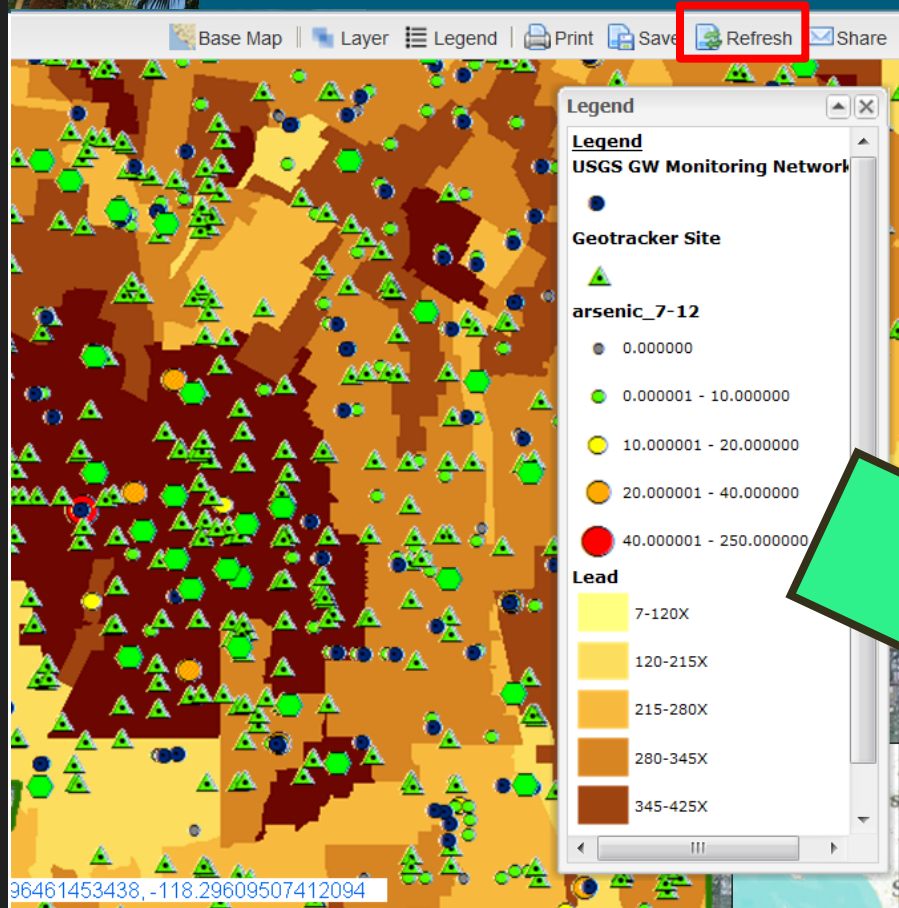 Base Map Layer Legend Print Save Refresh Share
Legend
Legend
USGS GW Monitoring Network
Geotracker Site
arsenic_7-12
0.000000
0.000001 - 10.000000
10.000001 - 20.000000
20.000001 - 40.000000
40.000001 - 250.000000
Lead
7-120X
120-215X
215-280X
280-345X
345-425X
96461453438, -118.29609507412094